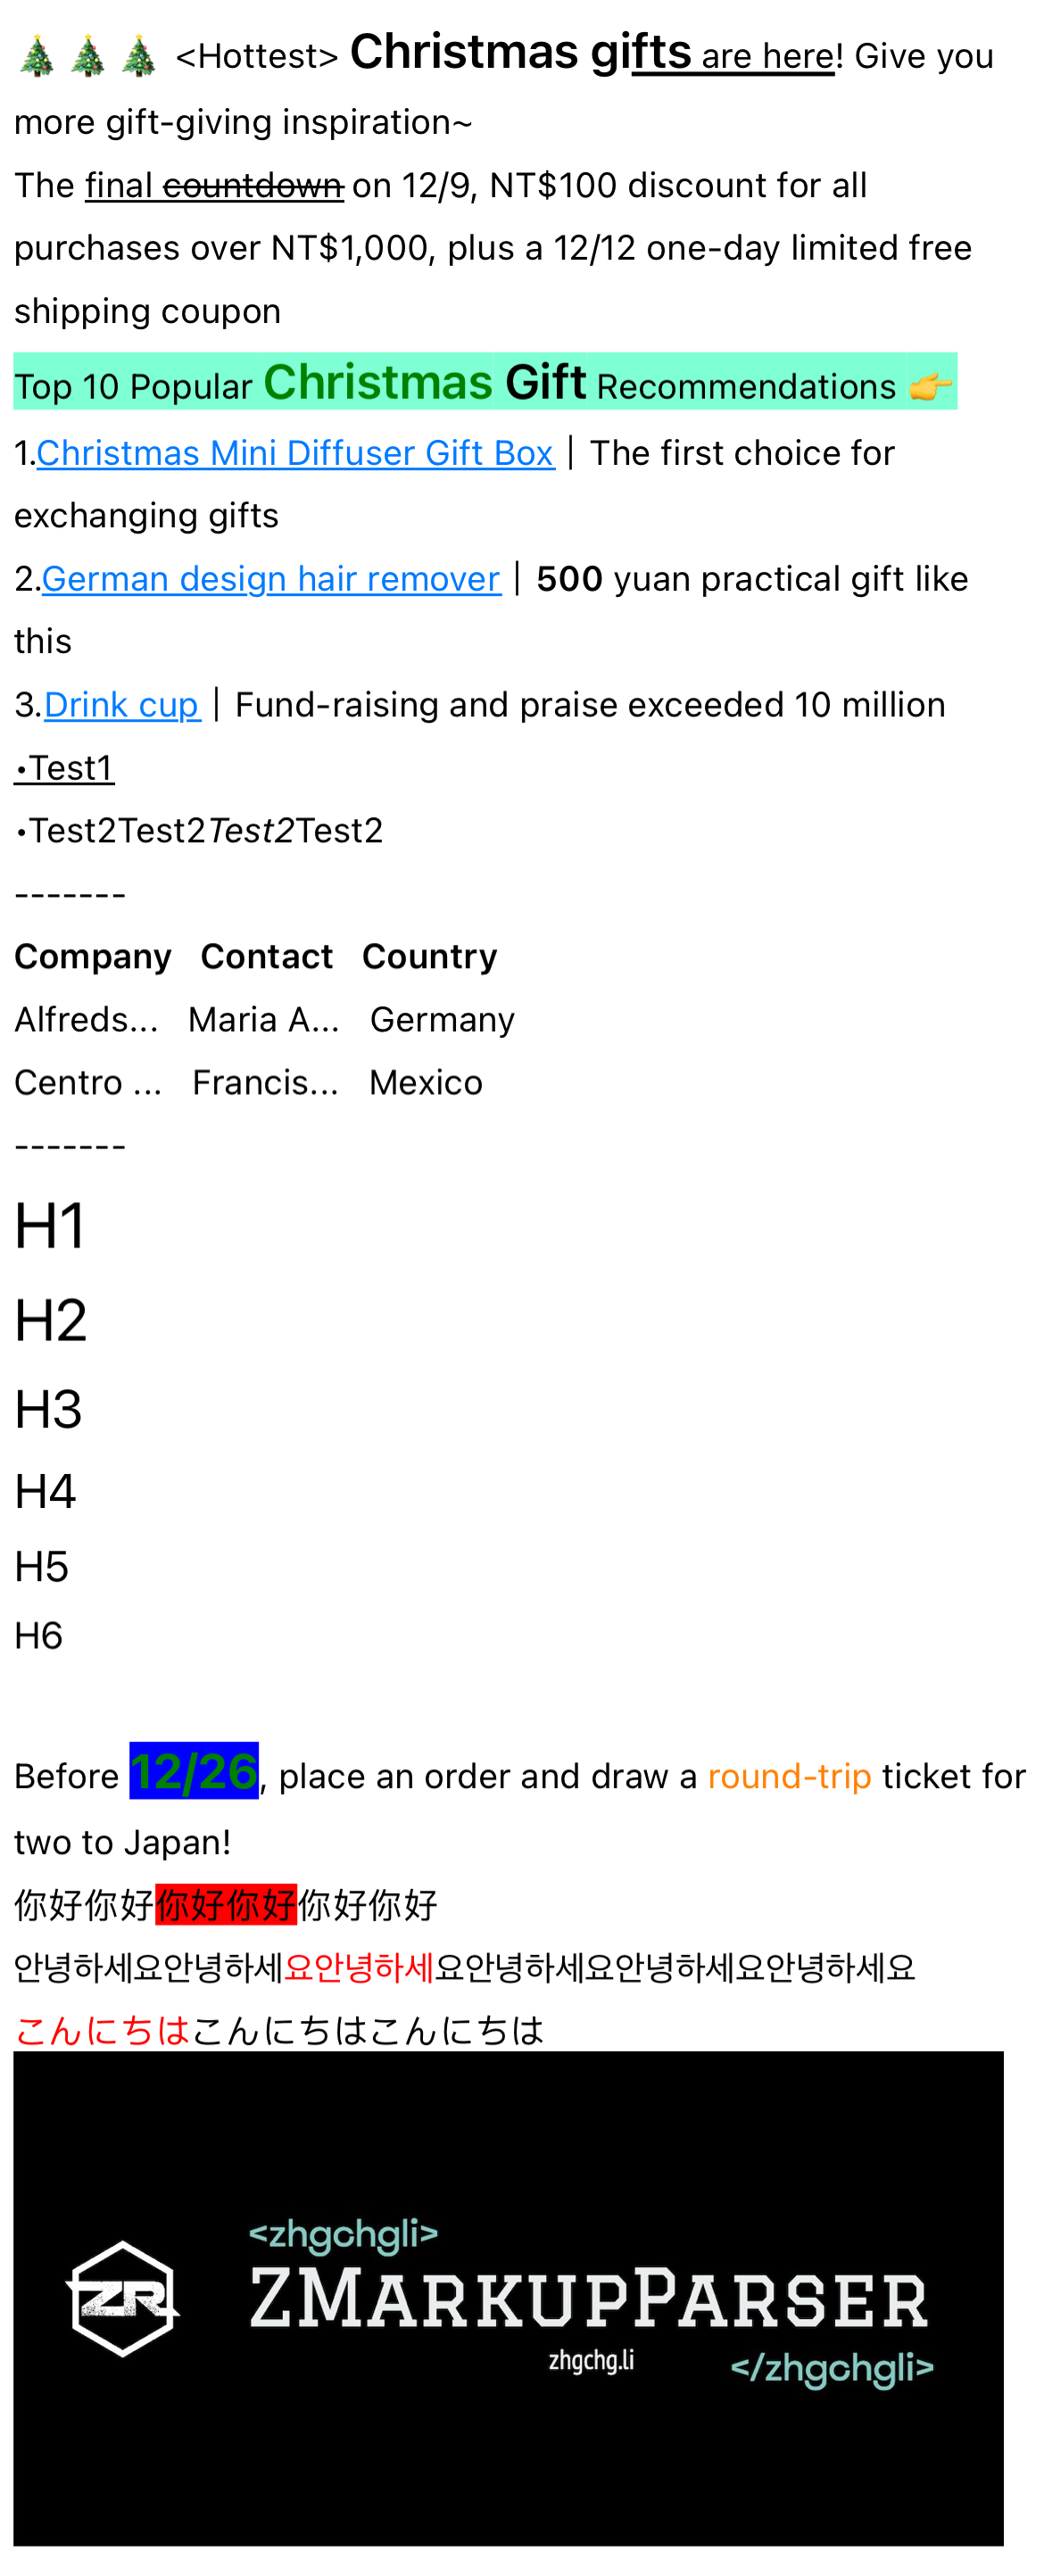 🎄🎄🎄 <Hottest> Christmas gifts are here! Give you
more gift-giving inspiration~
The final countdown on 12/9, NT$100 discount for all
purchases over NT$1,000, plus a 12/12 one-day limited free
shipping coupon
Top 10 Popular Christmas Gift Recommendations 👉
1.Christmas Mini Diffuser Gift Box｜The first choice for
exchanging gifts
2.German design hair remover｜500 yuan practical gift like
this
3.Drink cup｜Fund-raising and praise exceeded 10 million
•Test1
•Test2Test2Test2Test2
-------
Company Contact Country
Alfreds... Maria A... Germany
Centro ... Francis... Mexico
-------
H1
H2
H3
H4
H5
H6
Before 12/26, place an order and draw a round-trip ticket for
two to Japan!
你好你好你好你好你好你好
안녕하세요안녕하세요안녕하세요안녕하세요안녕하세요안녕하세요
こんにちはこんにちはこんにちは
<zhgchgli>
ZR ZMARKUPPARSER
zhgchg.li
</zhgchgli>